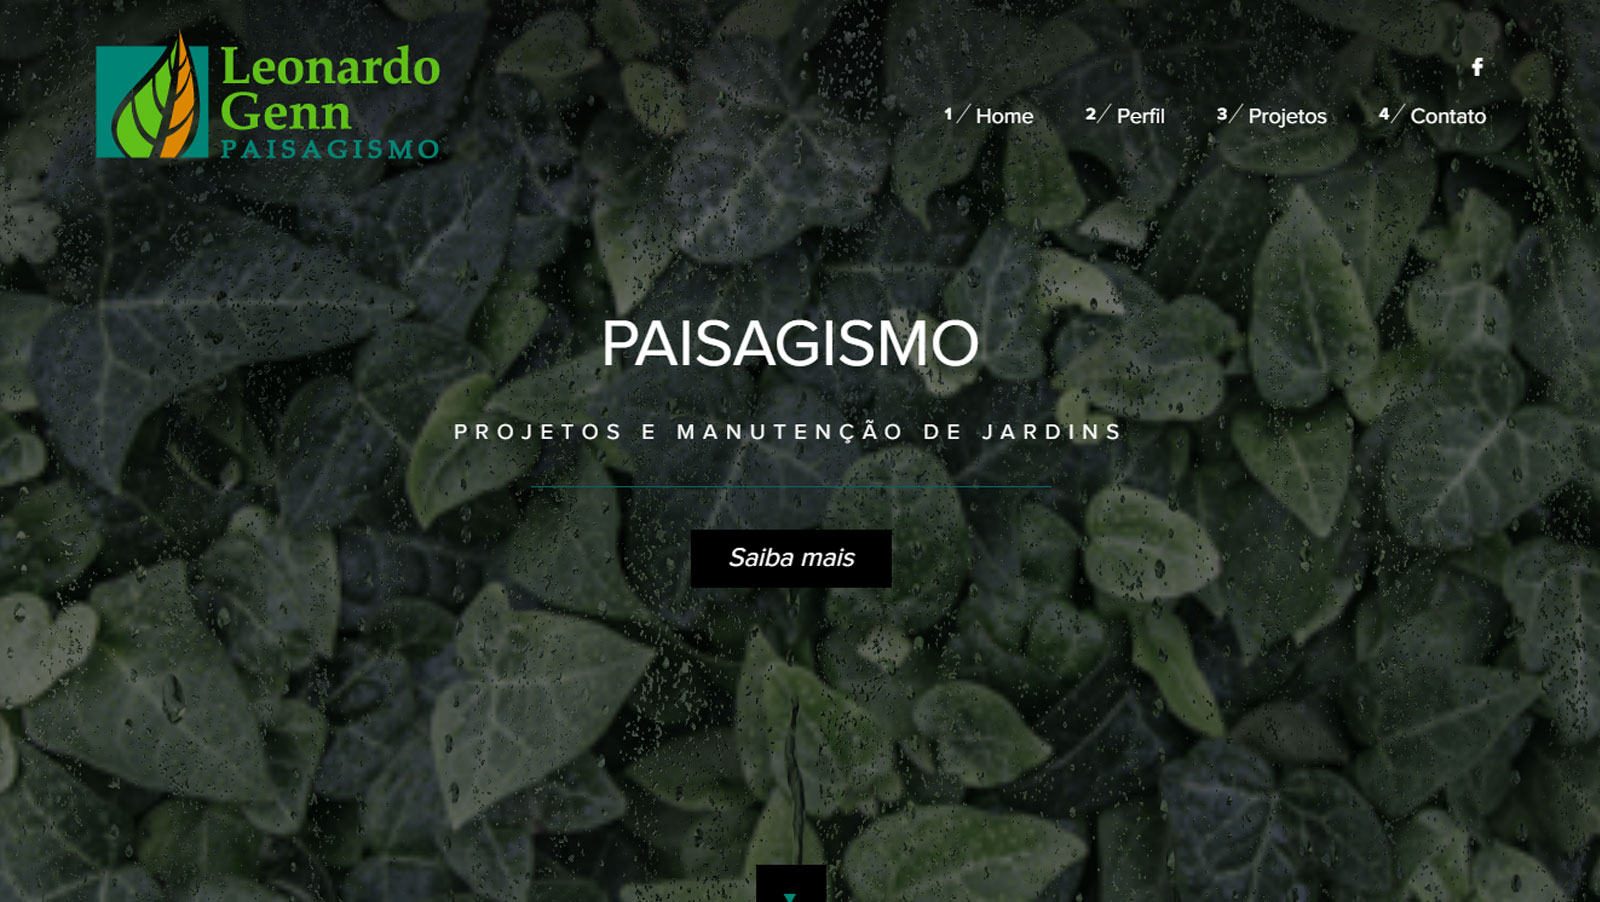 Leonardo
Genn
PAISAGISMO
f
1 / Home 2 / Perfil 3 / Projetos 4 / Contato
PAISAGISMO
PROJETOS E MANUTENÇÃO DE JARDINS
Saiba mais